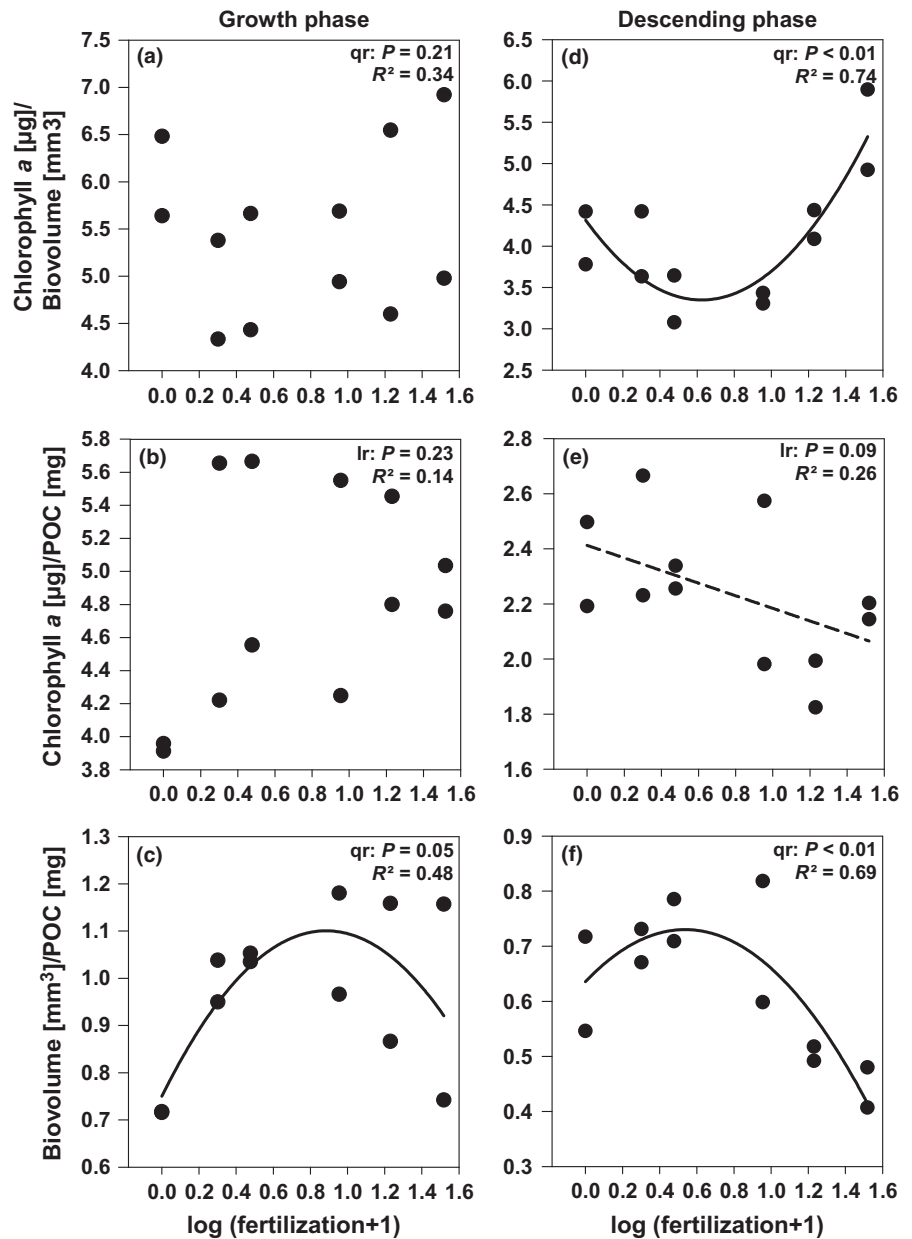 Growth phase
Descending phase
Chlorophyll a [µg]/
Biovolume [mm3]
(a)
qr: P = 0.21
R² = 0.34
7.5
7.0
6.5
6.0
5.5
5.0
4.5
4.0
0.0 0.2 0.4 0.6 0.8 1.0 1.2 1.4 1.6
(d)
qr: P < 0.01
R² = 0.74
6.5
6.0
5.5
5.0
4.5
4.0
3.5
3.0
2.5
0.0 0.2 0.4 0.6 0.8 1.0 1.2 1.4 1.6
Chlorophyll a [µg]/POC [mg]
(b)
lr: P = 0.23
R² = 0.14
5.8
5.6
5.4
5.2
5.0
4.8
4.6
4.4
4.2
4.0
3.8
0.0 0.2 0.4 0.6 0.8 1.0 1.2 1.4 1.6
(e)
lr: P = 0.09
R² = 0.26
2.8
2.6
2.4
2.2
2.0
1.8
1.6
0.0 0.2 0.4 0.6 0.8 1.0 1.2 1.4 1.6
Biovolume [mm³]/POC [mg]
(c)
qr: P = 0.05
R² = 0.48
1.3
1.2
1.1
1.0
0.9
0.8
0.7
0.6
0.0 0.2 0.4 0.6 0.8 1.0 1.2 1.4 1.6
log (fertilization+1)
(f)
qr: P < 0.01
R² = 0.69
0.9
0.8
0.7
0.6
0.5
0.4
0.3
0.0 0.2 0.4 0.6 0.8 1.0 1.2 1.4 1.6
log (fertilization+1)